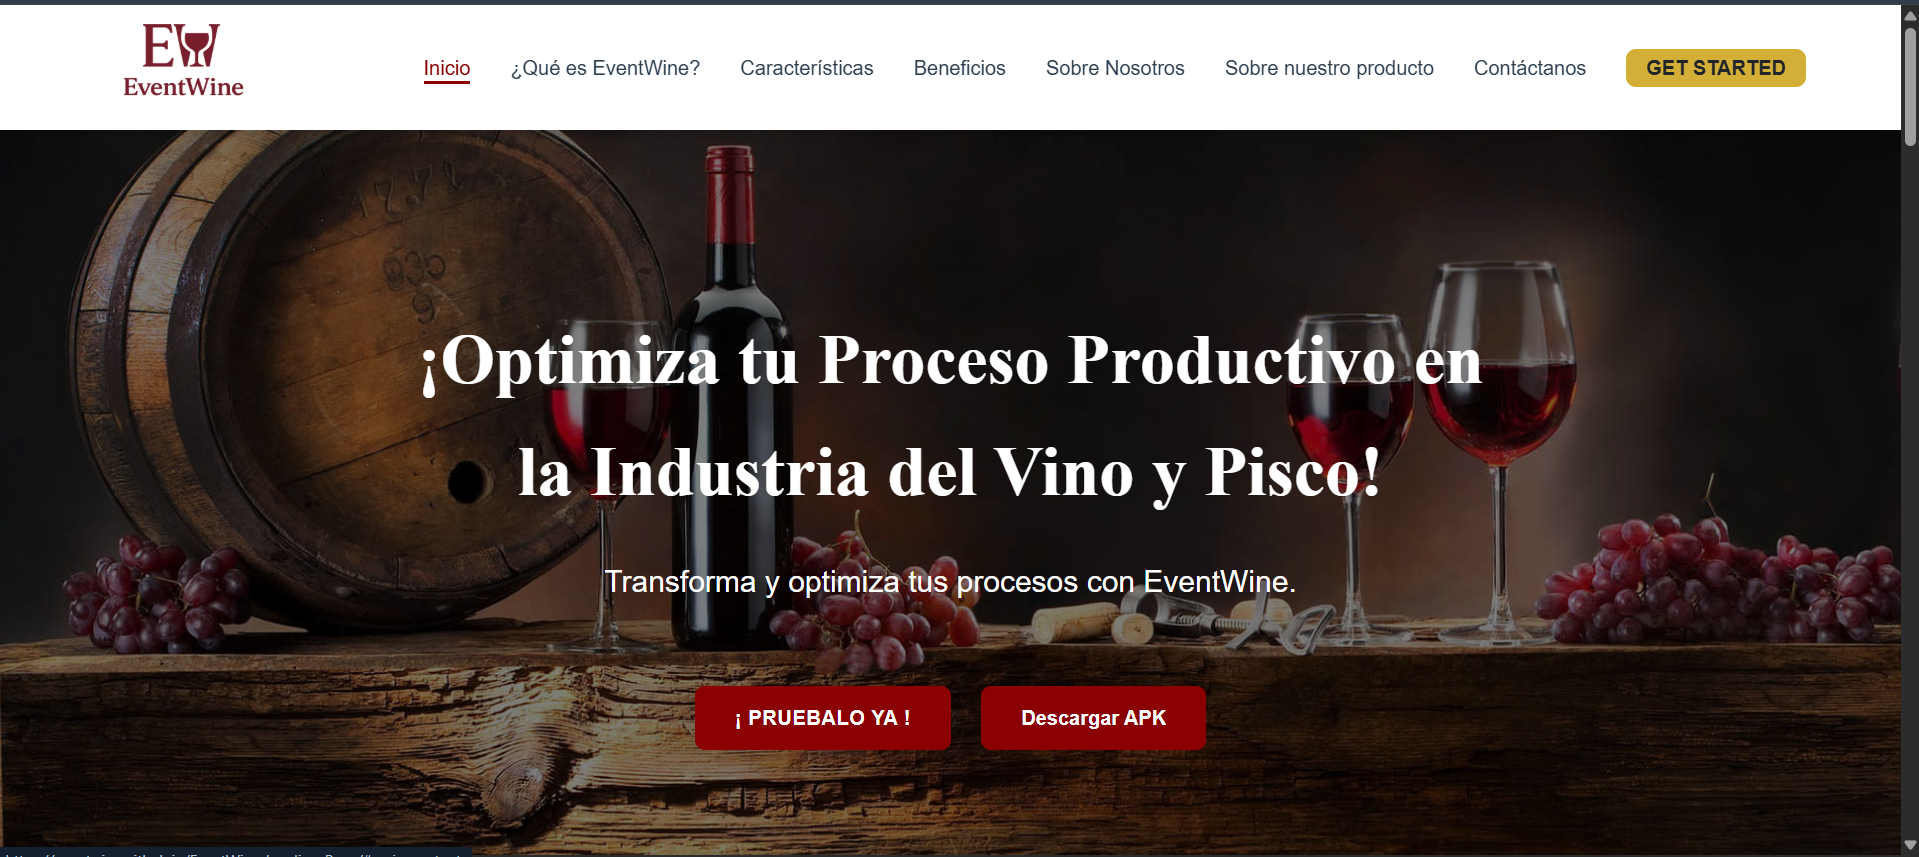 EW
EventWine
Inicio
¿Qué es EventWine?
Características
Beneficios
Sobre Nosotros
Sobre nuestro producto
Contáctanos
GET STARTED
¡Optimiza tu Proceso Productivo en
la Industria del Vino y Pisco!
Transforma y optimiza tus procesos con EventWine.
¡ PRUEBALO YA !
Descargar APK